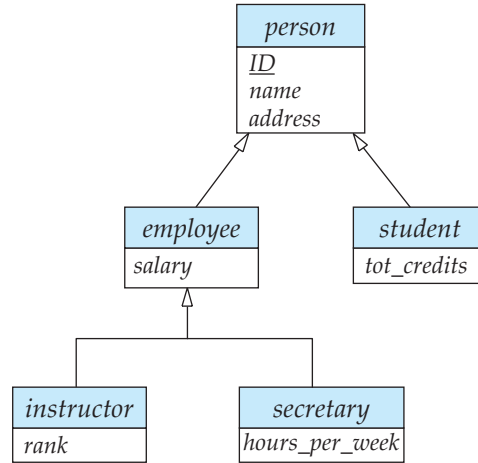 person
ID
name
address
employee
salary
student
tot_credits
instructor
rank
secretary
hours_per_week